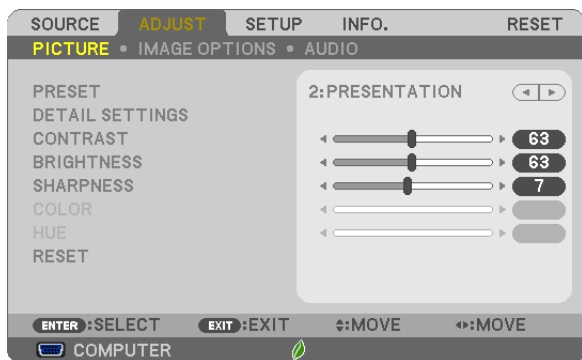 SOURCE ADJUST SETUP INFO. RESET
PICTURE • IMAGE OPTIONS • AUDIO
PRESET 2:PRESENTATION
DETAIL SETTINGS
CONTRAST 63
BRIGHTNESS 63
SHARPNESS 7
COLOR
HUE
RESET
ENTER :SELECT EXIT :EXIT :MOVE :MOVE
COMPUTER